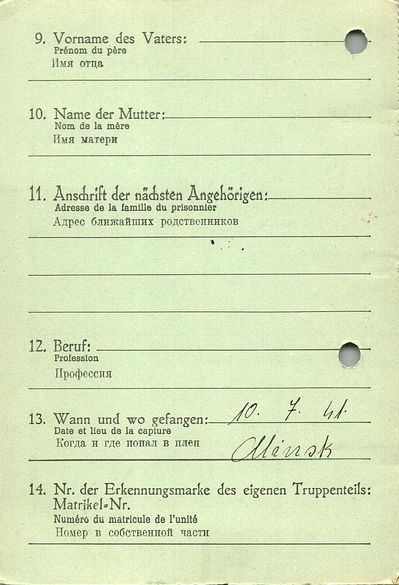 9. Vorname des Vaters:
Prénom du père
Имя отца
10. Name der Mutter:
Nom de la mère
Имя матери
11. Anschrift der nächsten Angehörigen:
Adresse de la famille du prisonnier
Адрес ближайших родственников
12. Beruf:
Profession
Профессия
13. Wann und wo gefangen: 10. 7. 41.
Date et lieu de la capture
Когда и где попал в плен Minsk
14. Nr. der Erkennungsmarke des eigenen Truppenteils:
Matrikel-Nr.
Numéro du matricule de l'unité
Номер в собственной части